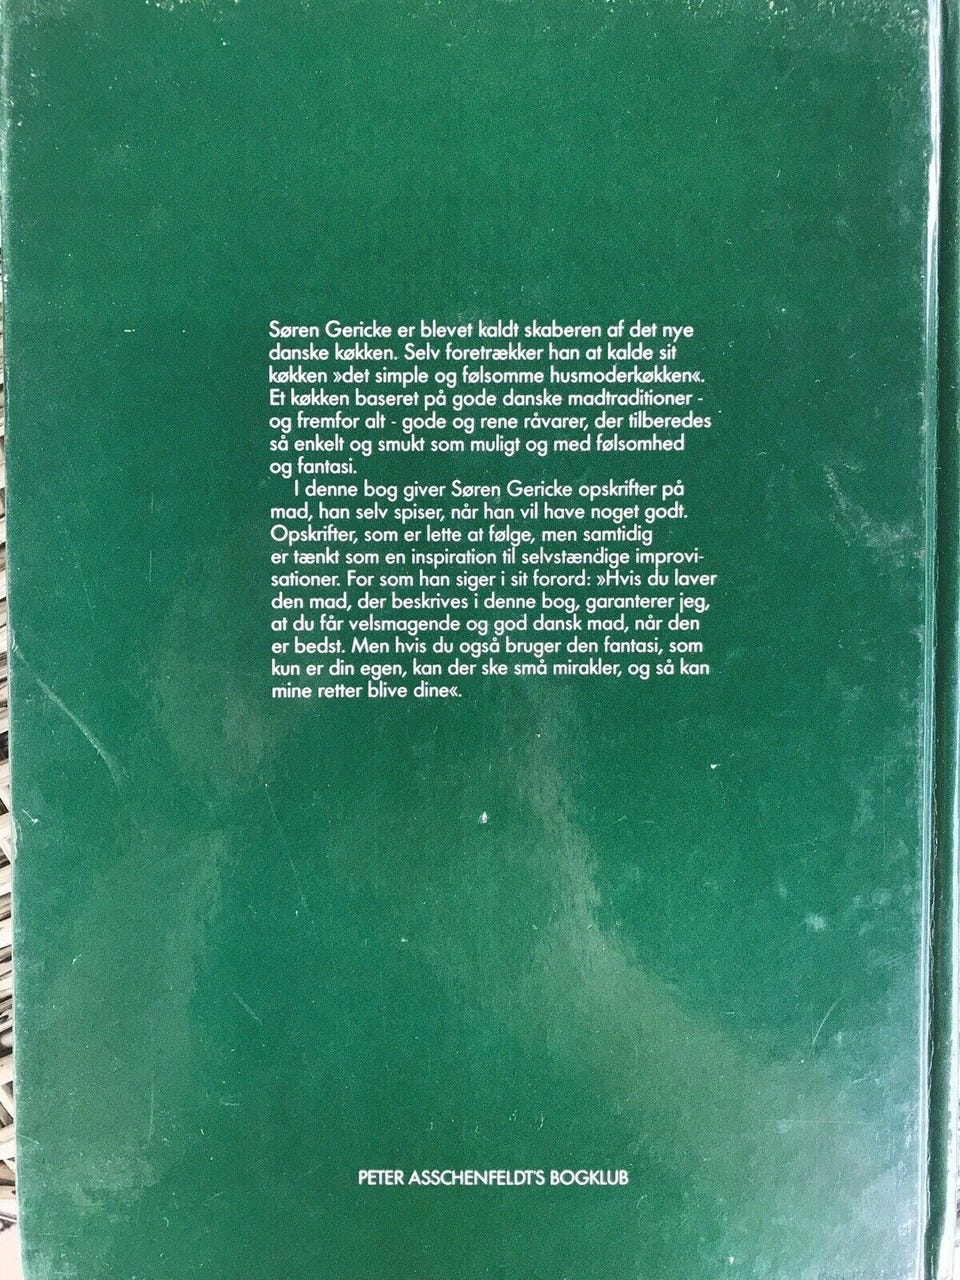 Søren Gericke er blevet kaldt skaberen af det nye
danske køkken. Selv foretrækker han at kalde sit
køkken »det simple og følsomme husmoderkøkken«.
Et køkken baseret på gode danske madtraditioner -
og fremfor alt - gode og rene råvarer, der tilberedes
så enkelt og smukt som muligt og med følsomhed
og fantasi.
I denne bog giver Søren Gericke opskrifter på
mad, han selv spiser, når han vil have noget godt.
Opskrifter, som er lette at følge, men samtidig
er tænkt som en inspiration til selvstændige improvi-
sationer. For som han siger i sit forord: »Hvis du laver
den mad, der beskrives i denne bog, garanterer jeg,
at du får velsmagende og god dansk mad, når den
er bedst. Men hvis du også bruger den fantasi, som
kun er din egen, kan der ske små mirakler, og så kan
mine retter blive dine«.
PETER ASSCHENFELDT'S BOGKLUB